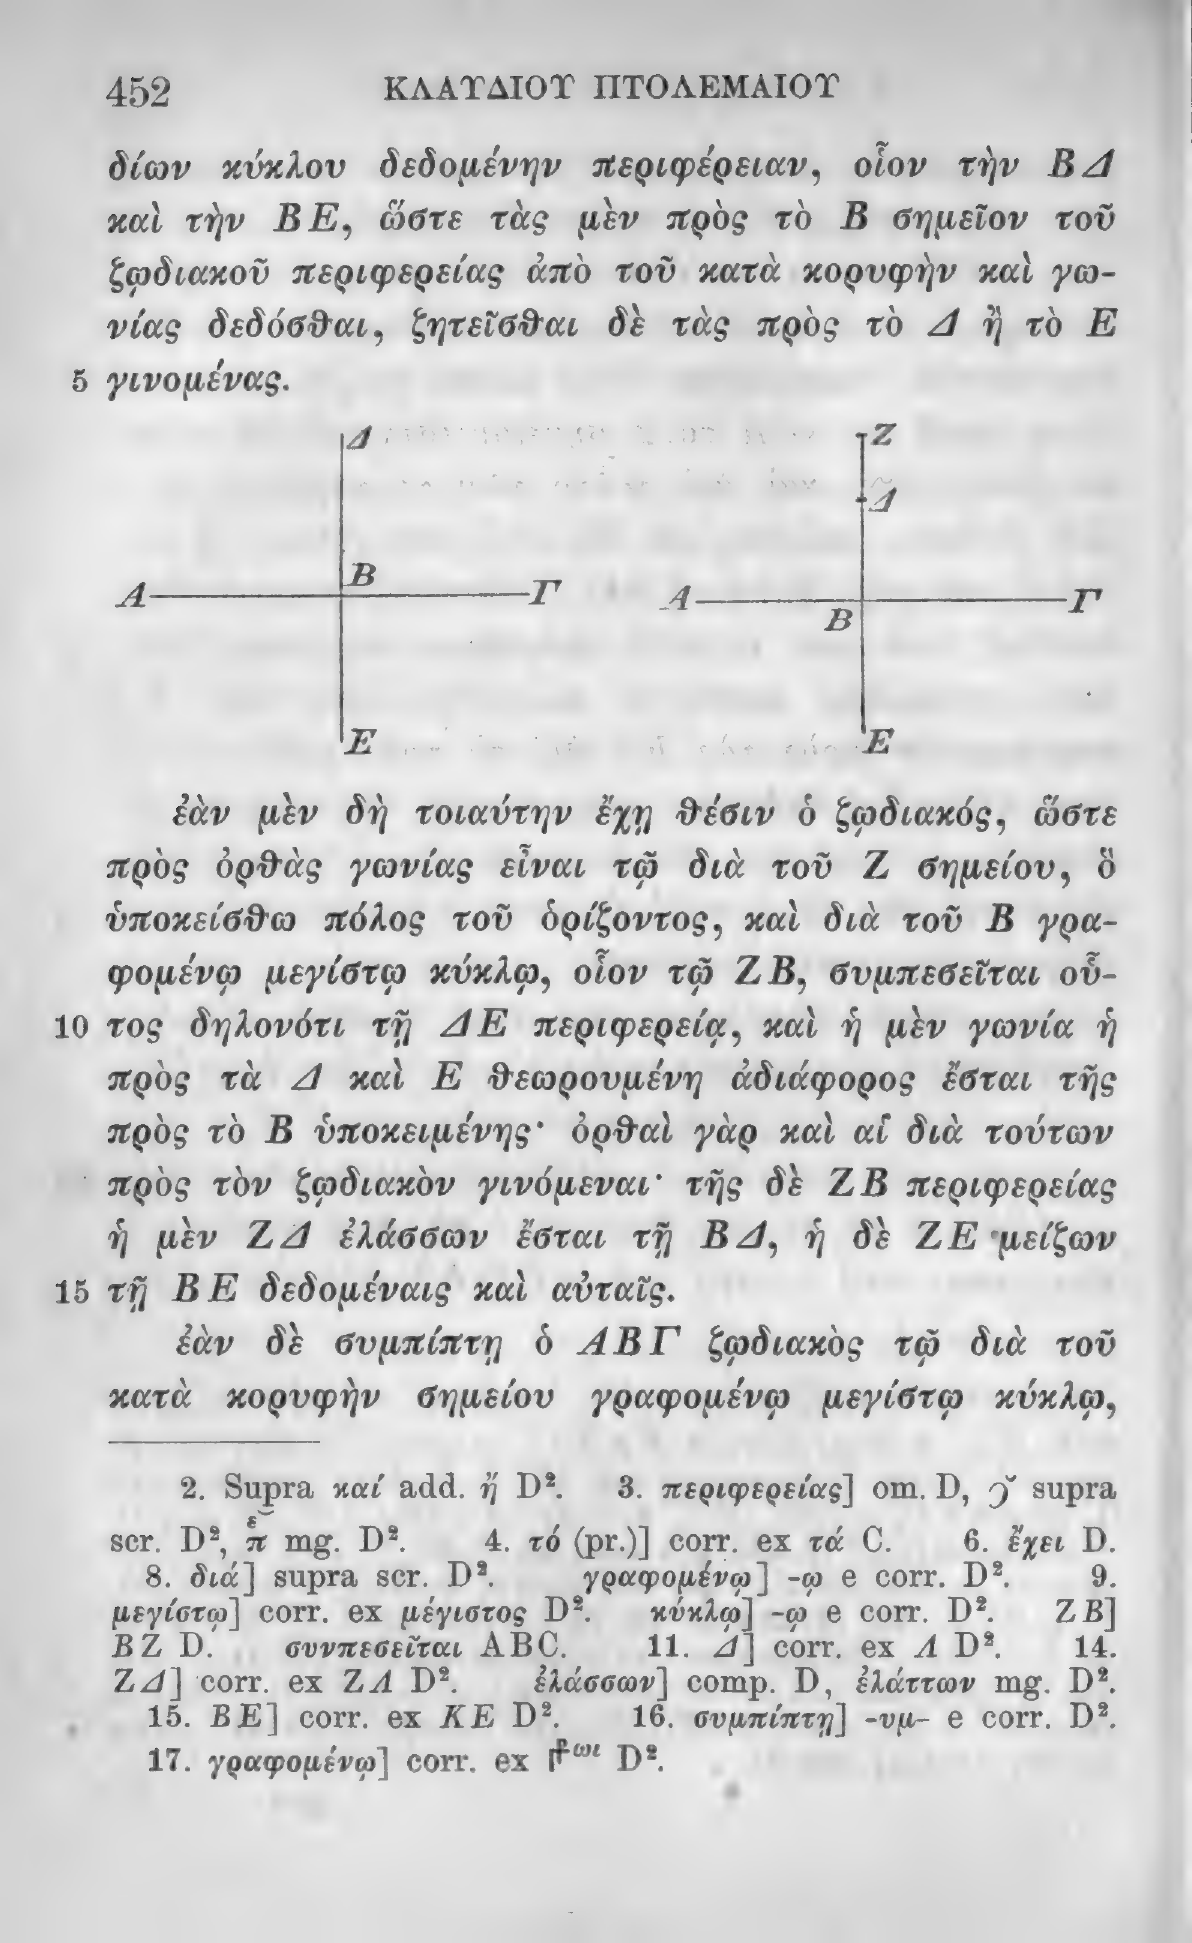 452 ΚΛΑΥΔΙΟΥ ΠΤΟΛΕΜΑΙΟΥ
δίων κύκλου δεδομένην περιφέρειαν, οἷον τὴν ΒΔ
καὶ τὴν ΒΕ, ὥστε τὰς μὲν πρὸς τὸ Β σημεῖον τοῦ
ζῳδιακοῦ περιφερείας ἀπὸ τοῦ κατὰ κορυφὴν καὶ γω-
νίας δεδόσθαι, ζητεῖσθαι δὲ τὰς πρὸς τὸ Δ ἢ τὸ Ε
5 γινομένας.
Δ Ζ
Δ
Α Β Γ Α Β Γ
Ε Ε
ἐὰν μὲν δὴ τοιαύτην ἔχῃ θέσιν ὁ ζῳδιακός, ὥστε
πρὸς ὀρθὰς γωνίας εἶναι τῷ διὰ τοῦ Ζ σημείου, ὃ
ὑποκείσθω πόλος τοῦ ὁρίζοντος, καὶ διὰ τοῦ Β γρα-
φομένῳ μεγίστῳ κύκλῳ, οἷον τῷ ΖΒ, συμπεσεῖται οὗ-
10 τος δηλονότι τῇ ΔΕ περιφερείᾳ, καὶ ἡ μὲν γωνία ἡ
πρὸς τὰ Δ καὶ Ε θεωρουμένη ἀδιάφορος ἔσται τῆς
πρὸς τὸ Β ὑποκειμένης· ὀρθαὶ γὰρ καὶ αἱ διὰ τούτων
πρὸς τὸν ζῳδιακὸν γινόμεναι· τῆς δὲ ΖΒ περιφερείας
ἡ μὲν ΖΔ ἐλάσσων ἔσται τῇ ΒΔ, ἡ δὲ ΖΕ μείζων
15 τῇ ΒΕ δεδομέναις καὶ αὐταῖς.
ἐὰν δὲ συμπίπτῃ ὁ ΑΒΓ ζῳδιακὸς τῷ διὰ τοῦ
κατὰ κορυφὴν σημείου γραφομένῳ μεγίστῳ κύκλῳ,
2. Supra καί add. ἤ D². 3. περιφερείας] om. D, supra
scr. D², mg. D². 4. τό (pr.)] corr. ex τά C. 6. ἔχει D.
8. διά] supra scr. D². γραφομένῳ] -ῳ e corr. D². 9.
μεγίστῳ] corr. ex μέγιστος D². κύκλῳ] -ῳ e corr. D². ΖΒ]
ΒΖ D. συνπεσεῖται ABC. 11. Δ] corr. ex Α D². 14.
ΖΔ] corr. ex ΖΑ D². ἐλάσσων] comp. D, ἐλάττων mg. D².
15. ΒΕ] corr. ex ΚΕ D². 16. συμπίπτῃ] -υμ- e corr. D².
17. γραφομένῳ] corr. ex D².